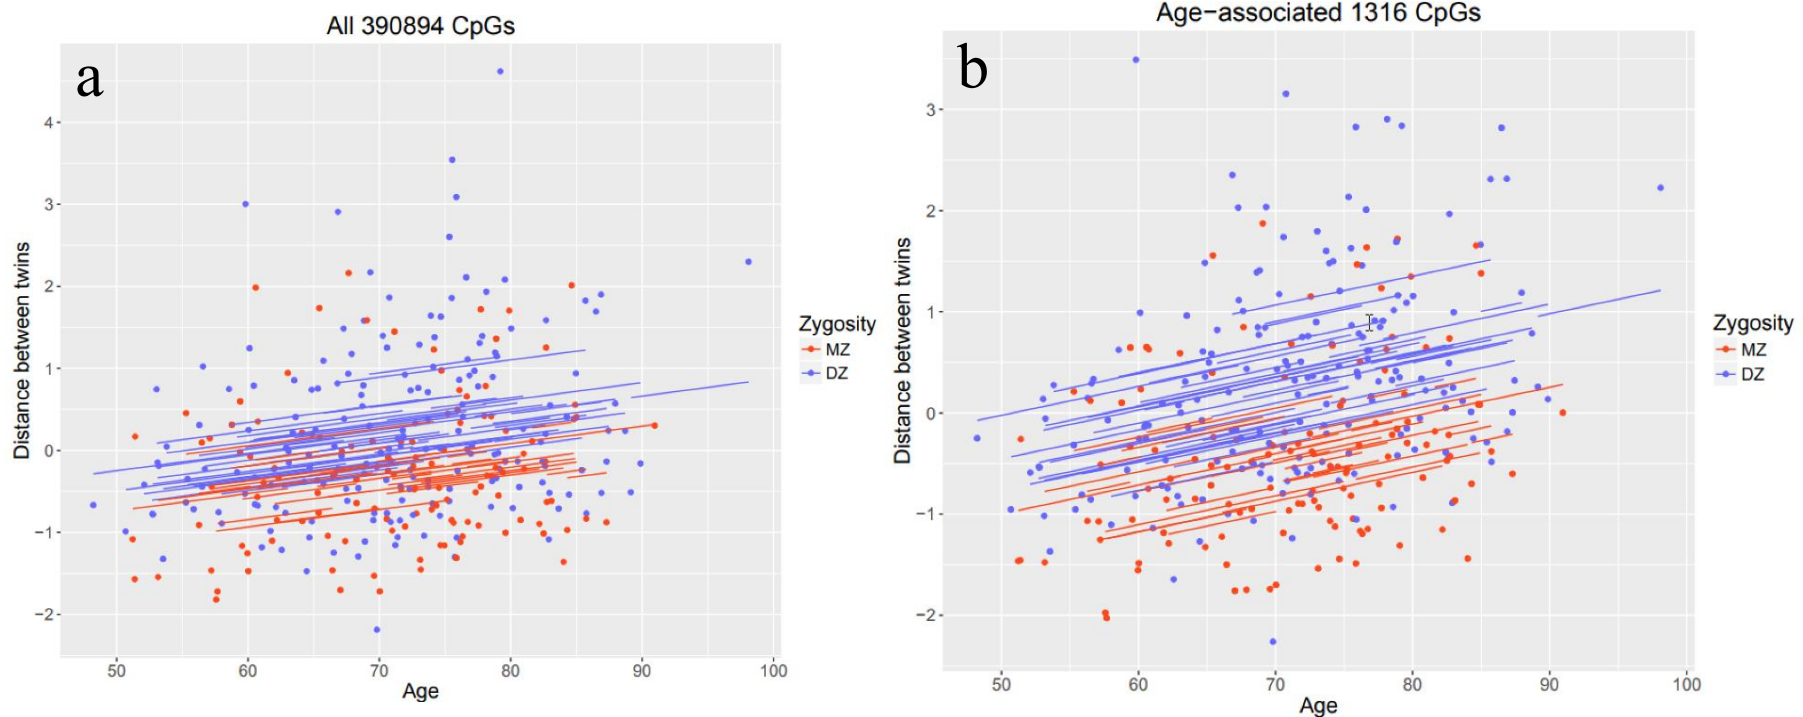 All 390894 CpGs
a
4
3
2
1
0
−1
−2
Distance between twins
50
60
70
80
90
100
Age
Zygosity
MZ
DZ
Age−associated 1316 CpGs
b
3
2
1
0
−1
−2
Distance between twins
50
60
70
80
90
100
Age
Zygosity
MZ
DZ